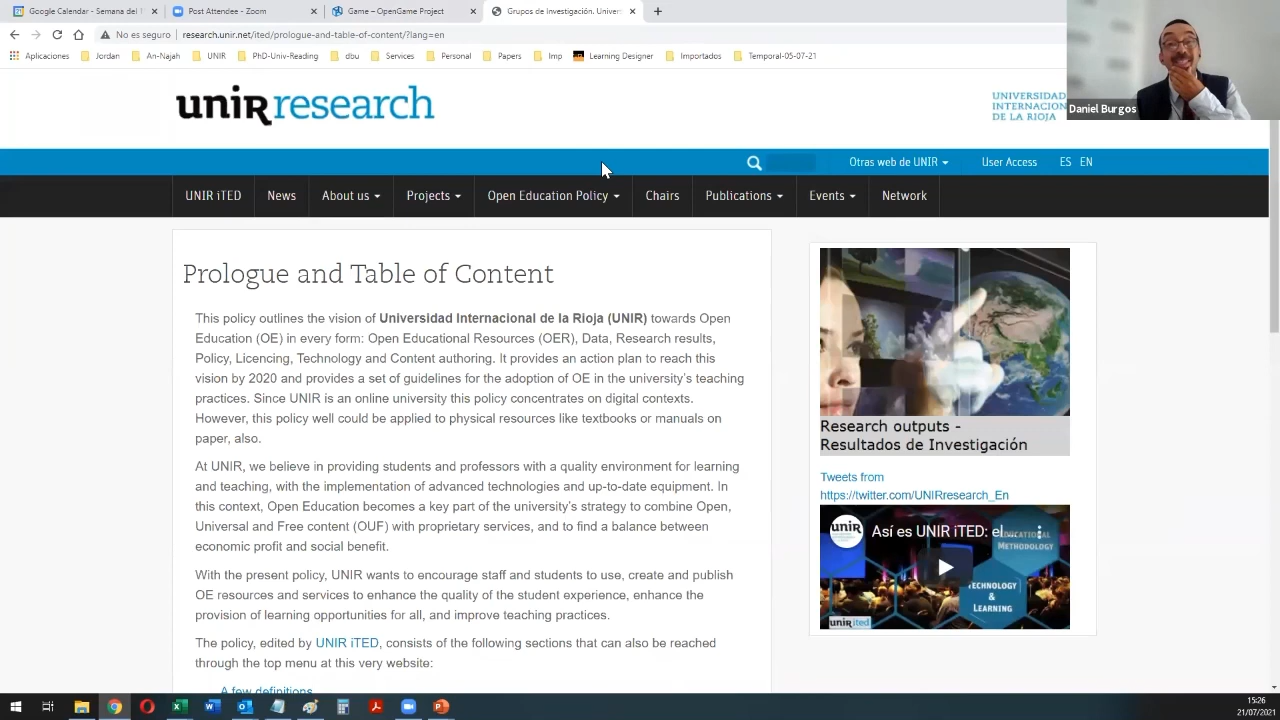 Google Calendar - Semana del 1
Post Attendee - Zoom
Game – OpenGame Project
Grupos de Investigación. Univer
No es seguro | research.unir.net/ited/prologue-and-table-of-content/?lang=en
Aplicaciones
Jordan
An-Najah
UNIR
PhD-Univ-Reading
dbu
Services
Personal
Papers
Imp
Learning Designer
Importados
Temporal-05-07-21
Daniel Burgos
unir research
UNIVERSIDAD
INTERNACION
DE LA RIOJA
Otras web de UNIR
User Access
ES EN
UNIR iTED
News
About us
Projects
Open Education Policy
Chairs
Publications
Events
Network
Prologue and Table of Content
This policy outlines the vision of Universidad Internacional de la Rioja (UNIR) towards Open
Education (OE) in every form: Open Educational Resources (OER), Data, Research results,
Policy, Licencing, Technology and Content authoring. It provides an action plan to reach this
vision by 2020 and provides a set of guidelines for the adoption of OE in the university's teaching
practices. Since UNIR is an online university this policy concentrates on digital contexts.
However, this policy well could be applied to physical resources like textbooks or manuals on
paper, also.
At UNIR, we believe in providing students and professors with a quality environment for learning
and teaching, with the implementation of advanced technologies and up-to-date equipment. In
this context, Open Education becomes a key part of the university's strategy to combine Open,
Universal and Free content (OUF) with proprietary services, and to find a balance between
economic profit and social benefit.
With the present policy, UNIR wants to encourage staff and students to use, create and publish
OE resources and services to enhance the quality of the student experience, enhance the
provision of learning opportunities for all, and improve teaching practices.
The policy, edited by UNIR iTED, consists of the following sections that can also be reached
through the top menu at this very website:
A few definitions
Research outputs -
Resultados de Investigación
Tweets from
https://twitter.com/UNIRresearch_En
unir
Así es UNIR iTED: el...
EDUCATIONAL
METHODOLOGY
TECHNOLOGY
&
LEARNING
unir ited
15:26
21/07/2021